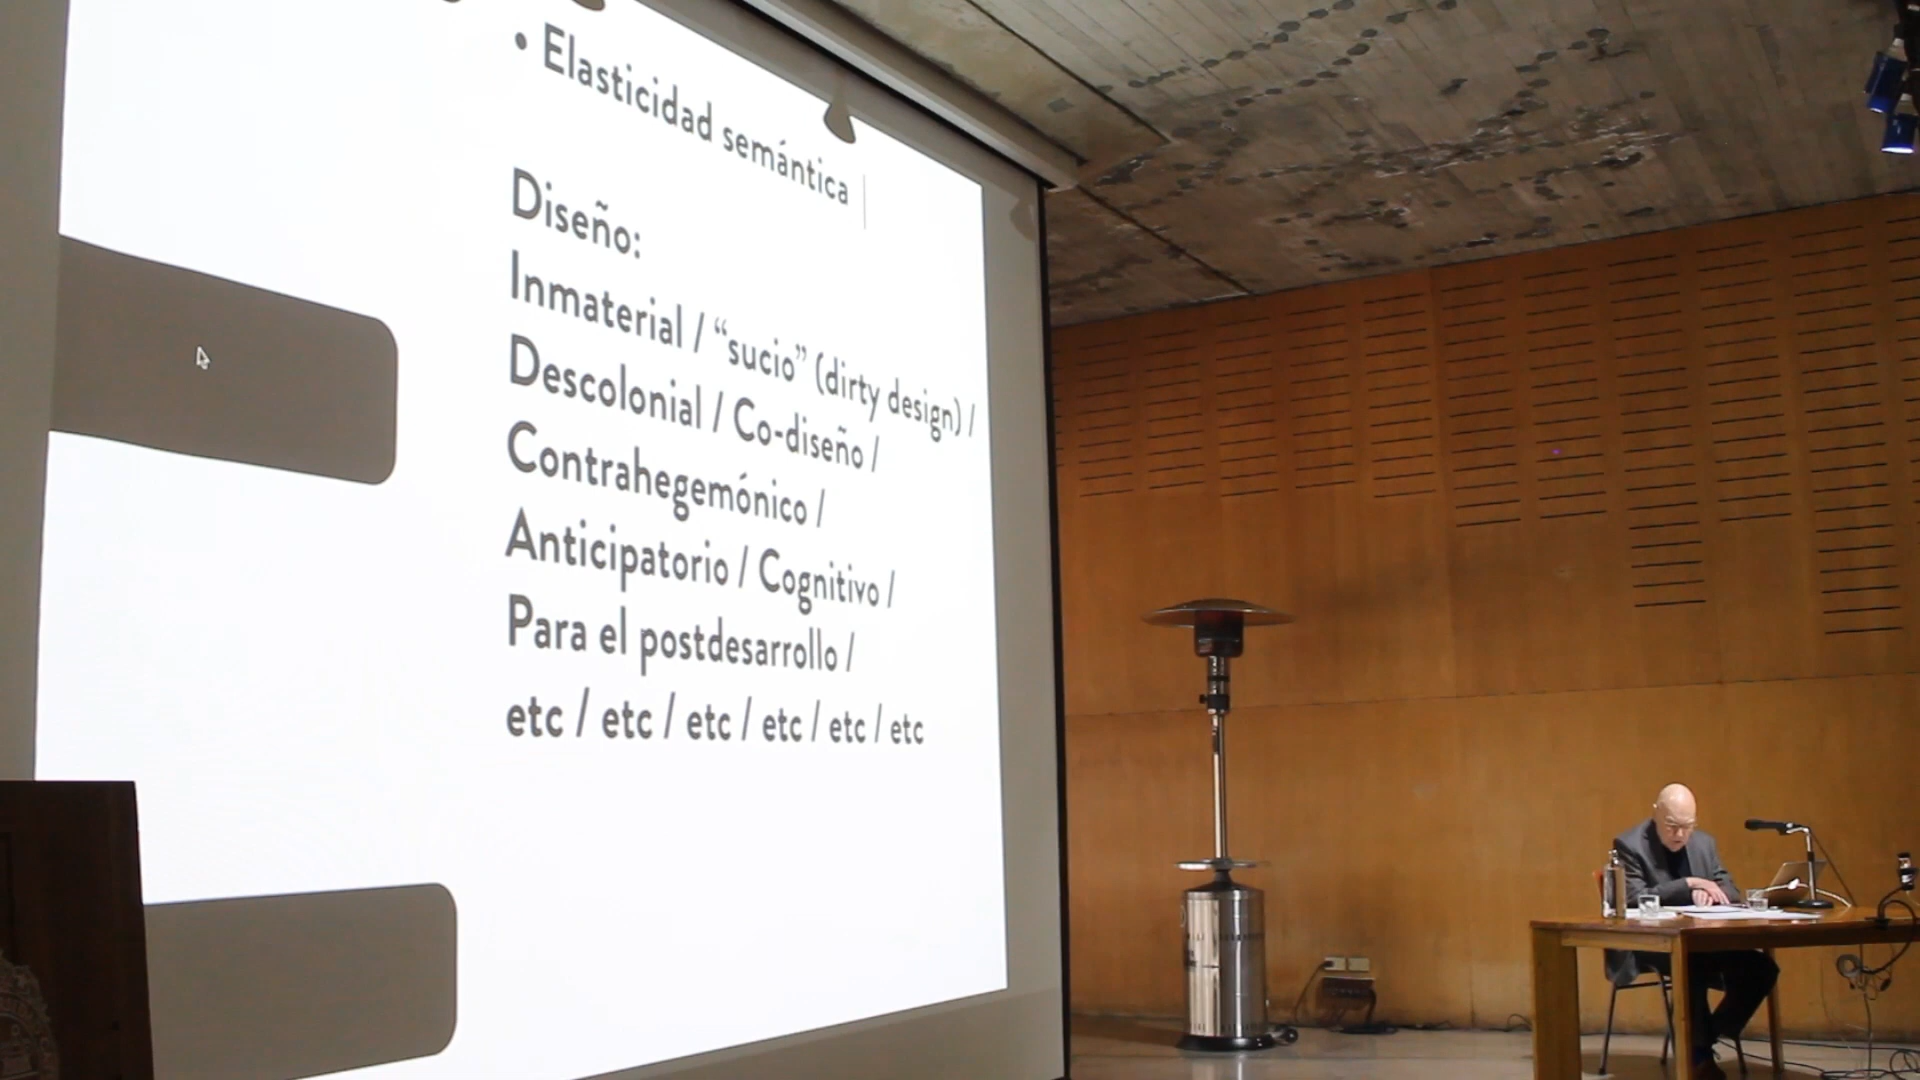 • Elasticidad semántica |
Diseño:
Inmaterial / “sucio” (dirty design) /
Descolonial / Co-diseño /
Contrahegemónico /
Anticipatorio / Cognitivo /
Para el postdesarrollo /
etc / etc / etc / etc / etc / etc